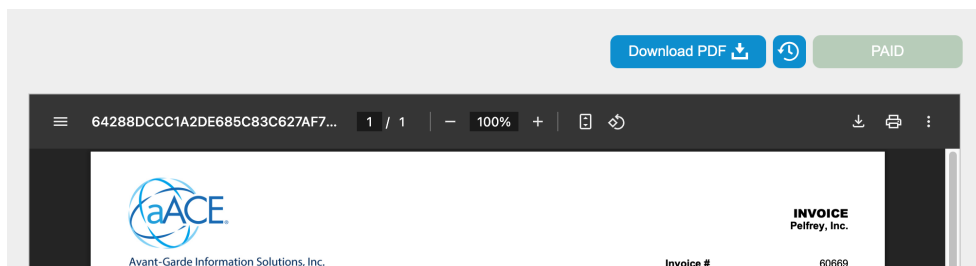 Download PDF PAID
64288DCCC1A2DE685C83C627AF7... 1 / 1 — 100% +
aACE®
INVOICE
Pelfrey, Inc.
Avant-Garde Information Solutions, Inc.
Invoice # 60669